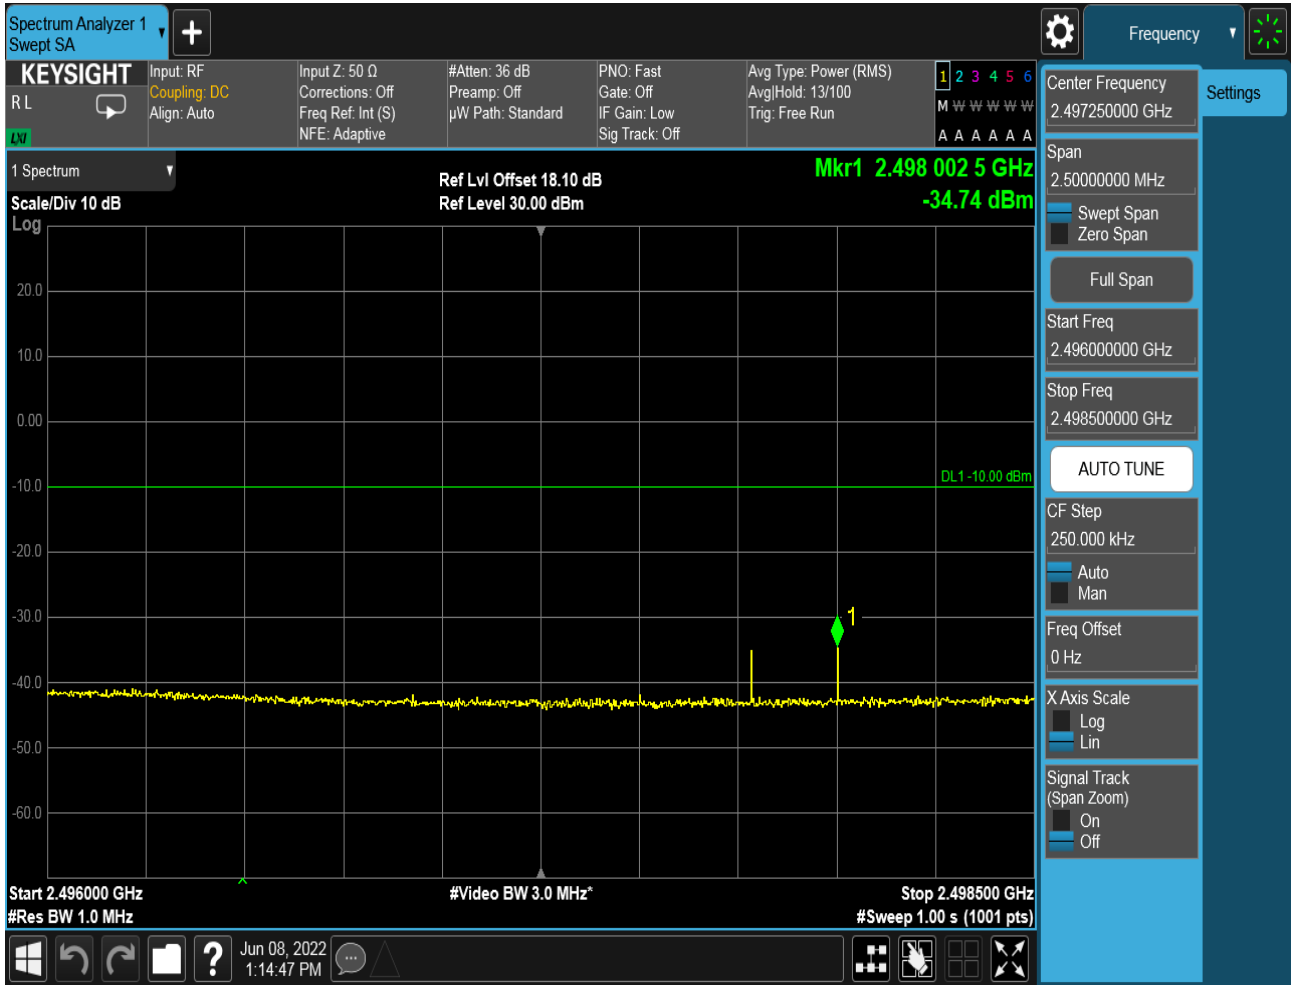 Spectrum Analyzer 1
Swept SA
Frequency
KEYSIGHT
R L
LXI
Input: RF
Coupling: DC
Align: Auto
Input Z: 50 Ω
Corrections: Off
Freq Ref: Int (S)
NFE: Adaptive
#Atten: 36 dB
Preamp: Off
µW Path: Standard
PNO: Fast
Gate: Off
IF Gain: Low
Sig Track: Off
Avg Type: Power (RMS)
Avg|Hold: 13/100
Trig: Free Run
1 2 3 4 5 6
M W W W W W
A A A A A A
1 Spectrum
Scale/Div 10 dB
Log
Ref Lvl Offset 18.10 dB
Ref Level 30.00 dBm
Mkr1 2.498 002 5 GHz
-34.74 dBm
20.0
10.0
0.00
-10.0
-20.0
-30.0
-40.0
-50.0
-60.0
DL1 -10.00 dBm
1
Start 2.496000 GHz
#Res BW 1.0 MHz
#Video BW 3.0 MHz*
Stop 2.498500 GHz
#Sweep 1.00 s (1001 pts)
Center Frequency
2.497250000 GHz
Settings
Span
2.50000000 MHz
Swept Span
Zero Span
Full Span
Start Freq
2.496000000 GHz
Stop Freq
2.498500000 GHz
AUTO TUNE
CF Step
250.000 kHz
Auto
Man
Freq Offset
0 Hz
X Axis Scale
Log
Lin
Signal Track
(Span Zoom)
On
Off
?
Jun 08, 2022
1:14:47 PM